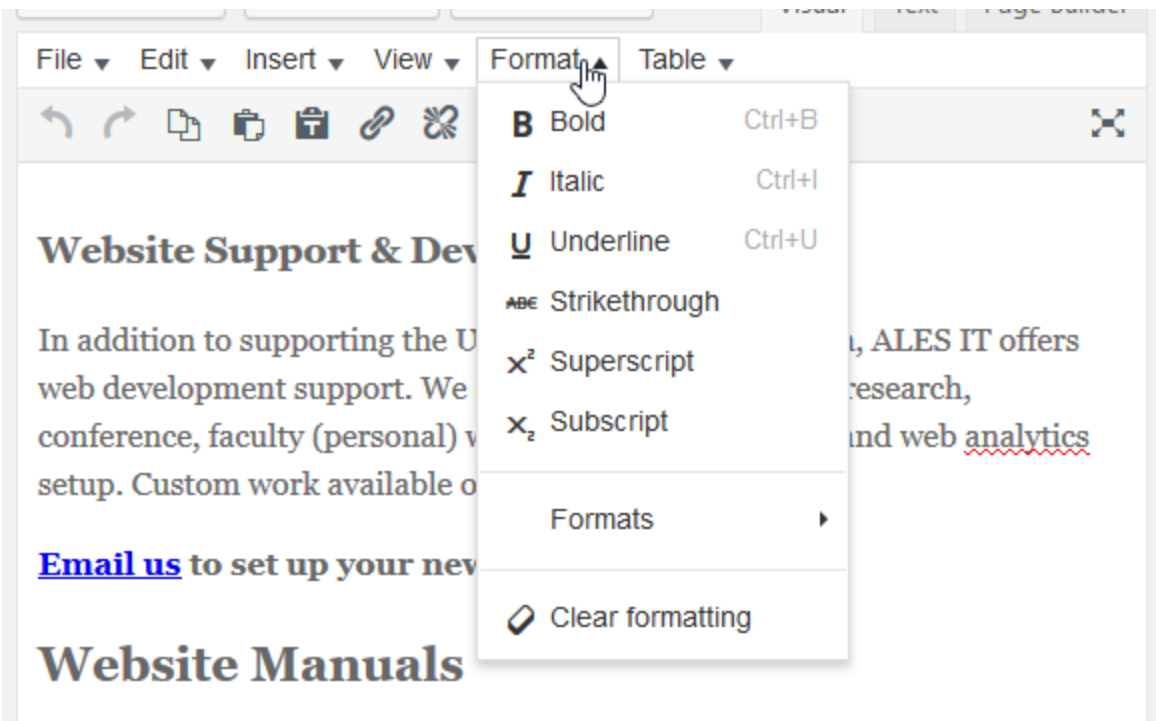 Visual Text Page Builder
File Edit Insert View Format Table
B Bold Ctrl+B
I Italic Ctrl+I
U Underline Ctrl+U
ABE Strikethrough
x² Superscript
x₂ Subscript
Formats
Clear formatting
Website Support & Dev
In addition to supporting the U , ALES IT offers
web development support. We research,
conference, faculty (personal) and web analytics
setup. Custom work available
Email us to set up your new
Website Manuals